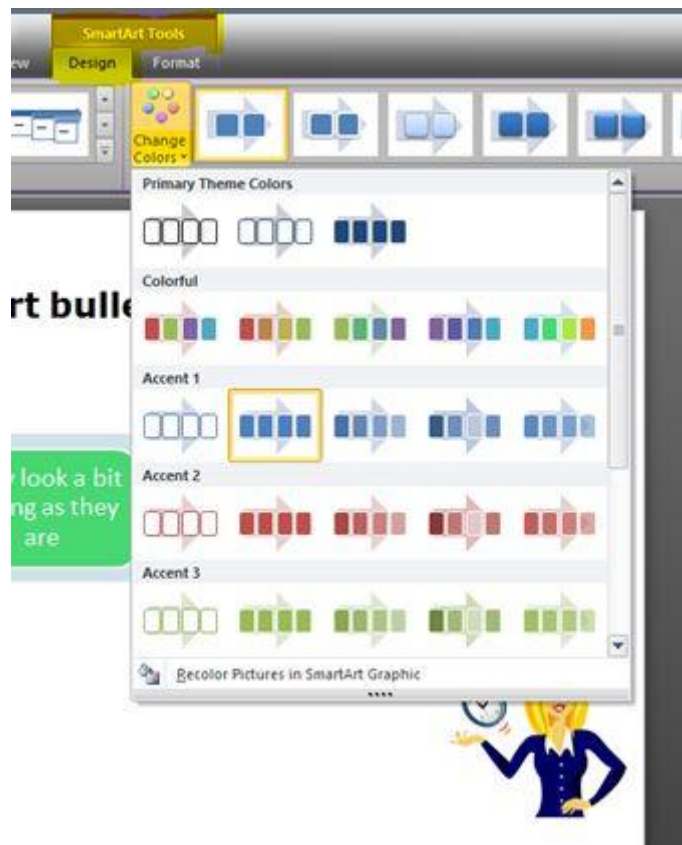 SmartArt Tools
ew Design Format
Change
Colors
Primary Theme Colors
Colorful
rt bulle
Accent 1
look a bit
Accent 2
ng as they
are
Accent 3
Recolor Pictures in SmartArt Graphic